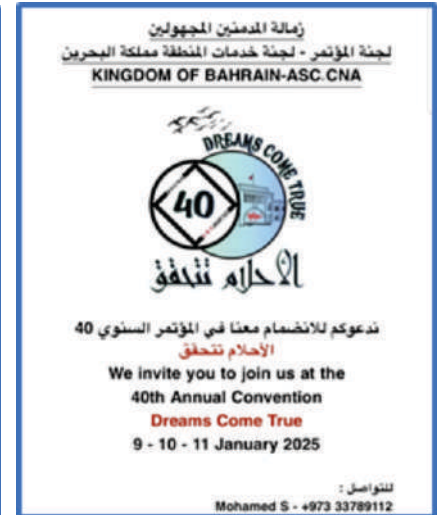 زمالة المدمنين المجهولين
لجنة المؤتمر - لجنة خدمات المنطقة مملكة البحرين
KINGDOM OF BAHRAIN-ASC.CNA
DREAMS COME TRUE
40
الأحلام تتحقق
ندعوكم للانضمام معنا في المؤتمر السنوي 40
الأحلام تتحقق
We invite you to join us at the
40th Annual Convention
Dreams Come True
9 - 10 - 11 January 2025
للتواصل :
Mohamed S - +973 33789112